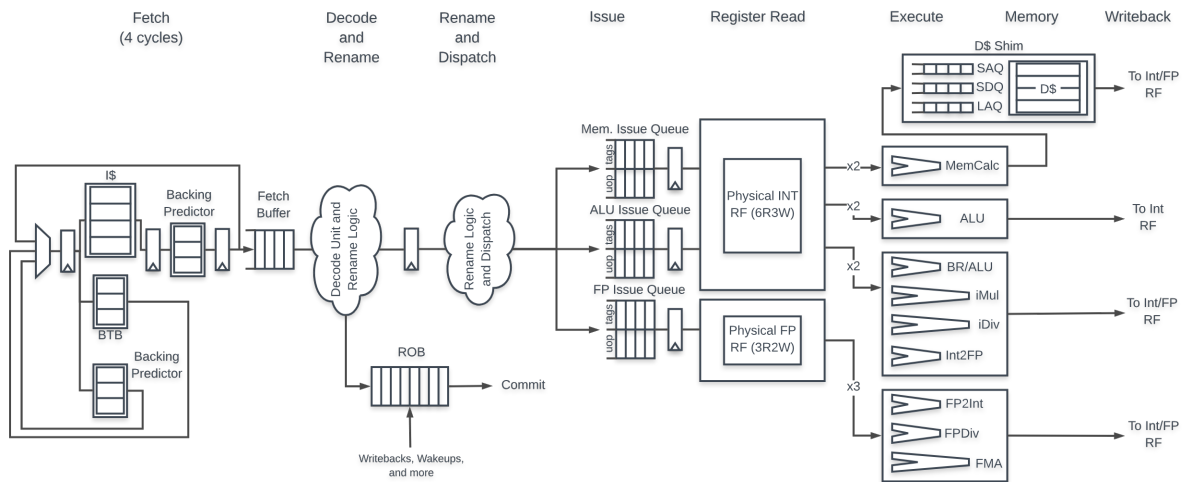 Fetch
(4 cycles)
Decode
and
Rename
Rename
and
Dispatch
Issue
Register Read
Execute
Memory
Writeback
D$ Shim
SAQ
SDQ
LAQ
D$
To Int/FP
RF
Mem. Issue Queue
tags
uop
x2
MemCalc
I$
Backing
Predictor
Fetch
Buffer
Decode Unit and
Rename Logic
Rename Logic
and Dispatch
ALU Issue Queue
tags
uop
Physical INT
RF (6R3W)
x2
ALU
To Int
RF
x2
BR/ALU
iMul
iDiv
Int2FP
To Int/FP
RF
BTB
Backing
Predictor
FP Issue Queue
tags
uop
Physical FP
RF (3R2W)
x3
ROB
Commit
Writebacks, Wakeups,
and more
FP2Int
FPDiv
FMA
To Int/FP
RF